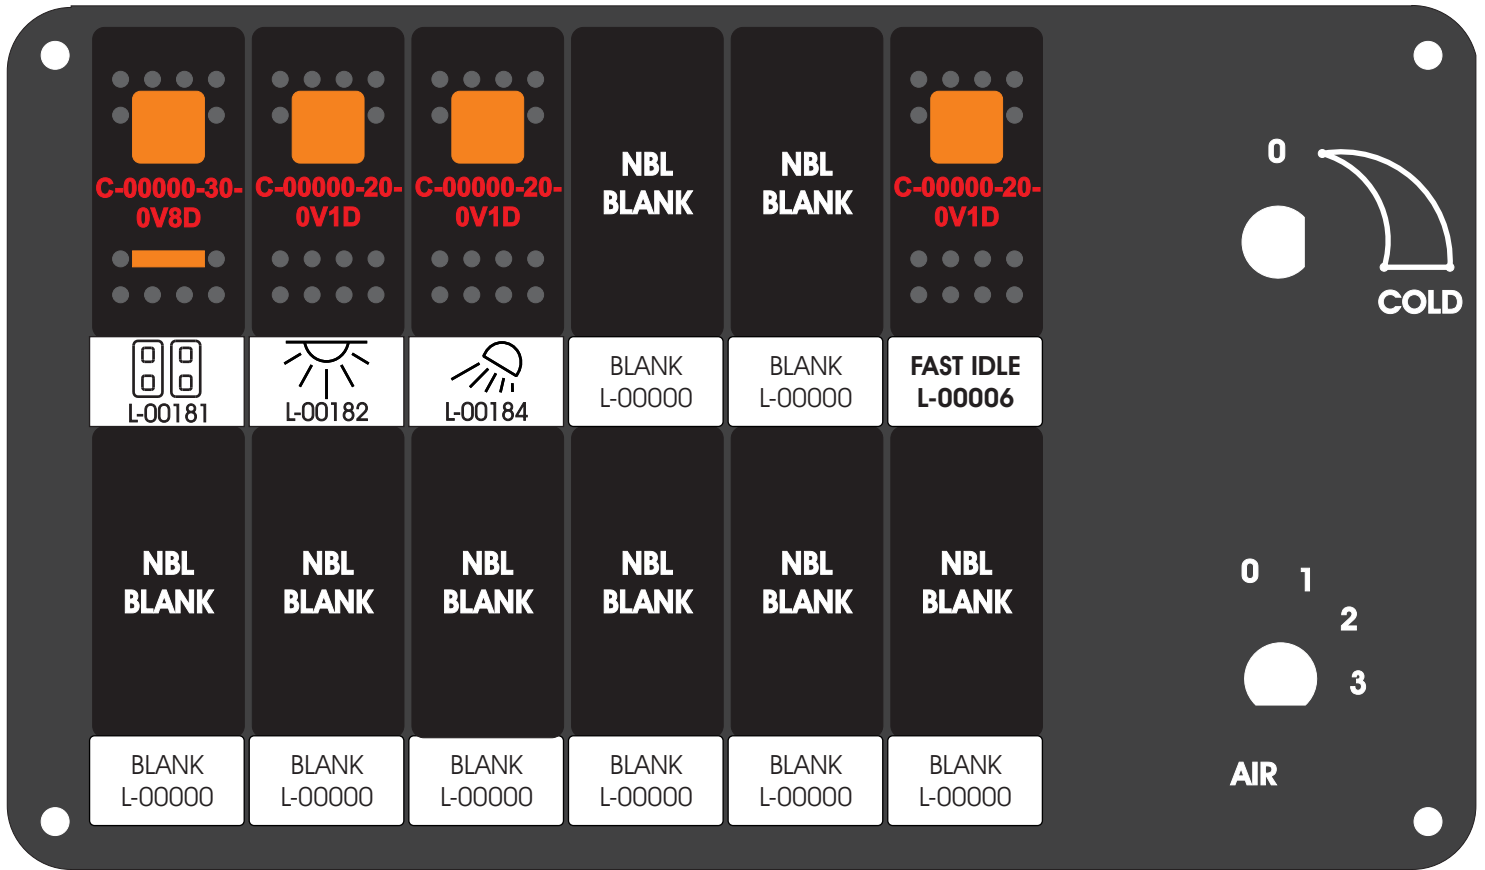 C-00000-30-
0V8D
C-00000-20-
0V1D
C-00000-20-
0V1D
NBL
BLANK
NBL
BLANK
C-00000-20-
0V1D
L-00181
L-00182
L-00184
BLANK
L-00000
BLANK
L-00000
FAST IDLE
L-00006
NBL
BLANK
NBL
BLANK
NBL
BLANK
NBL
BLANK
NBL
BLANK
NBL
BLANK
BLANK
L-00000
BLANK
L-00000
BLANK
L-00000
BLANK
L-00000
BLANK
L-00000
BLANK
L-00000
0
COLD
0
1
2
3
AIR